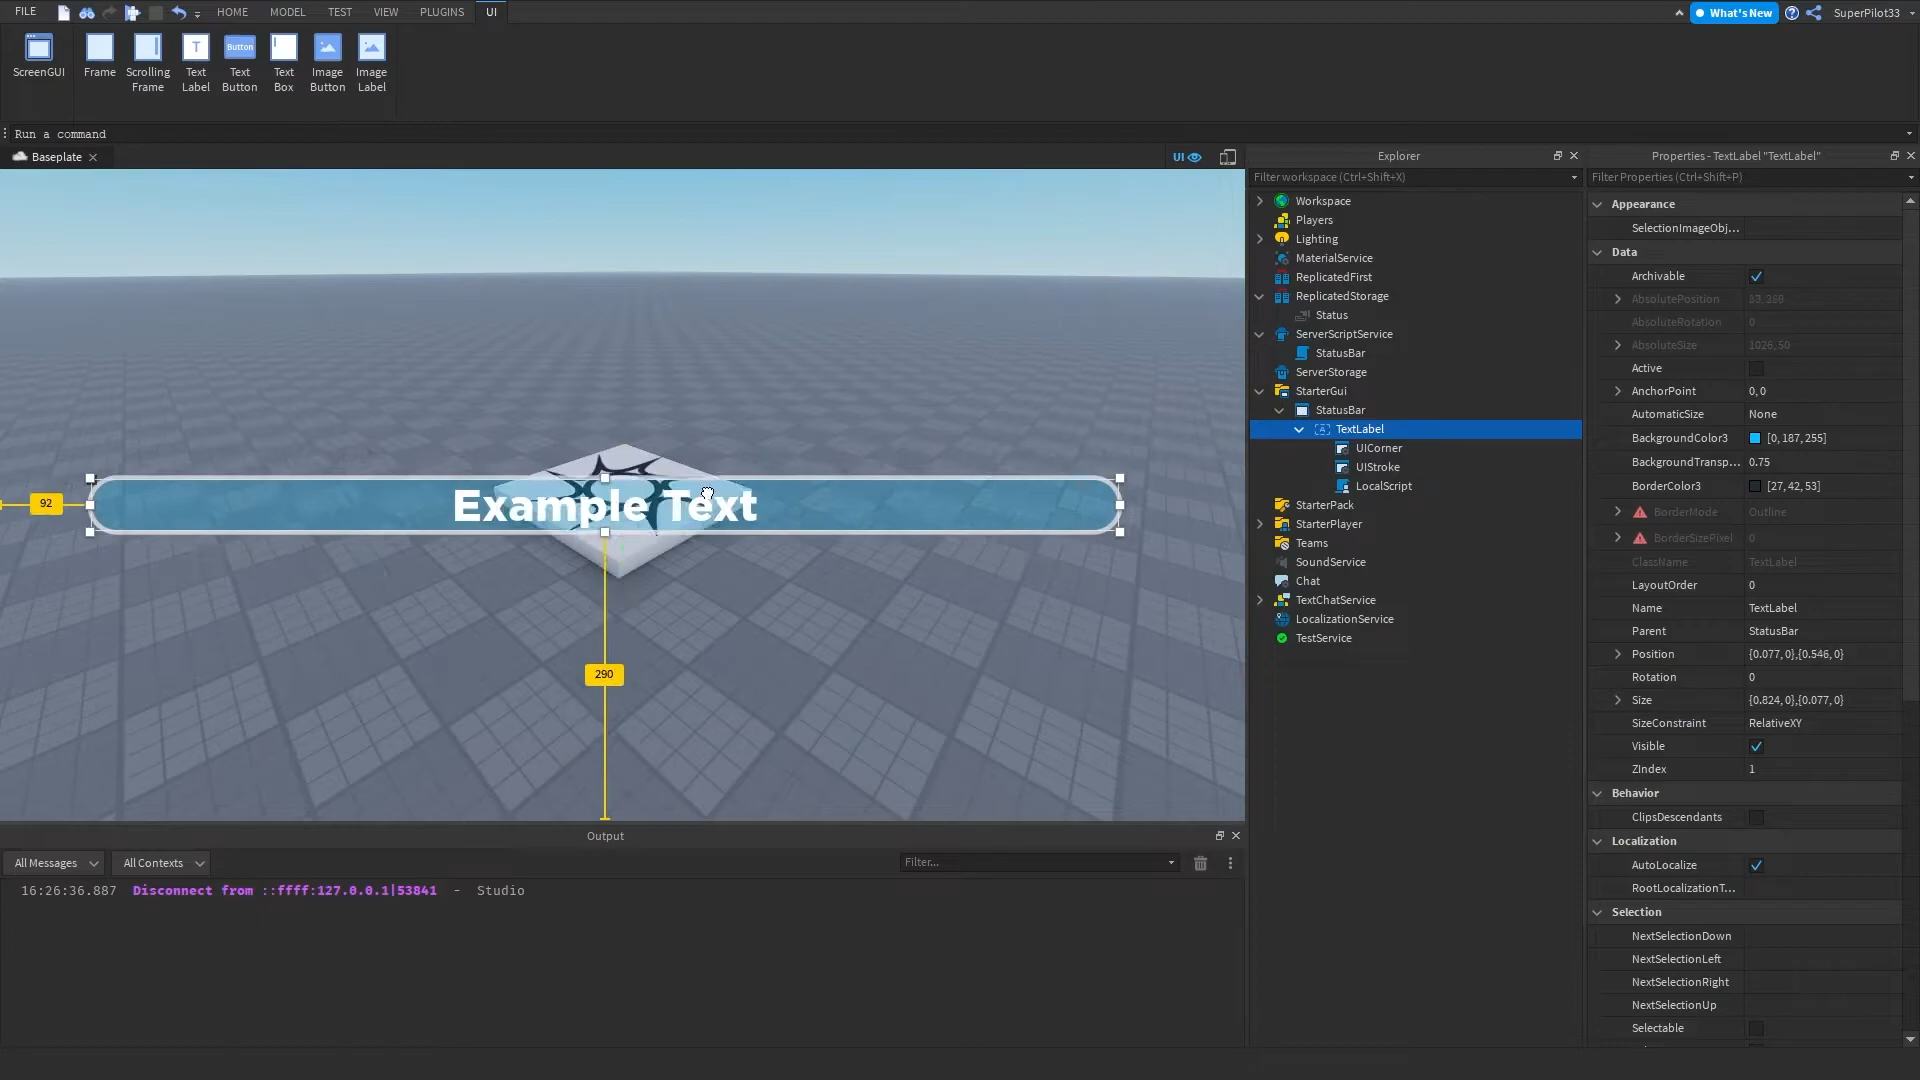 FILE HOME MODEL TEST VIEW PLUGINS UI What's New SuperPilot33
ScreenGUI
Frame
Scrolling
Frame
Text
Label
Button
Text
Button
Text
Box
Image
Button
Image
Label
T
Run a command
Baseplate
UI
Example Text
92
290
Output
All Messages
All Contexts
Filter...
16:26:36.887 Disconnect from ::ffff:127.0.0.1|53841 - Studio
Explorer
Filter workspace (Ctrl+Shift+X)
Workspace
Players
Lighting
MaterialService
ReplicatedFirst
ReplicatedStorage
Status
ServerScriptService
StatusBar
ServerStorage
StarterGui
StatusBar
TextLabel
UICorner
UIStroke
LocalScript
StarterPack
StarterPlayer
Teams
SoundService
Chat
TextChatService
LocalizationService
TestService
Properties - TextLabel "TextLabel"
Filter Properties (Ctrl+Shift+P)
Appearance
SelectionImageObj...
Data
Archivable
AbsolutePosition
AbsoluteRotation 0
AbsoluteSize 1026, 50
Active
AnchorPoint 0, 0
AutomaticSize None
BackgroundColor3 [0, 187, 255]
BackgroundTransp... 0.75
BorderColor3 [27, 42, 53]
BorderMode Outline
BorderSizePixel 0
ClassName TextLabel
LayoutOrder 0
Name TextLabel
Parent StatusBar
Position {0.077, 0},{0.546, 0}
Rotation 0
Size {0.824, 0},{0.077, 0}
SizeConstraint RelativeXY
Visible
ZIndex 1
Behavior
ClipsDescendants
Localization
AutoLocalize
RootLocalizationT...
Selection
NextSelectionDown
NextSelectionLeft
NextSelectionRight
NextSelectionUp
Selectable